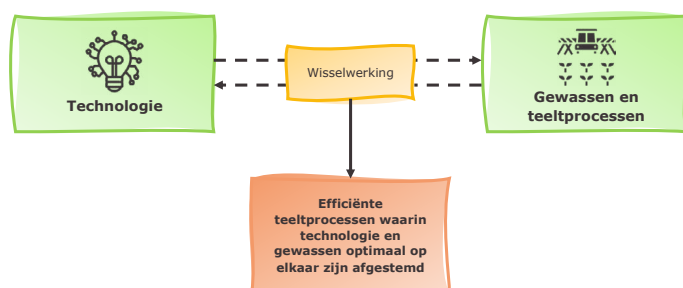 Technologie
Wisselwerking
Gewassen en
teeltprocessen
Efficiënte
teeltprocessen waarin
technologie en
gewassen optimaal op
elkaar zijn afgestemd